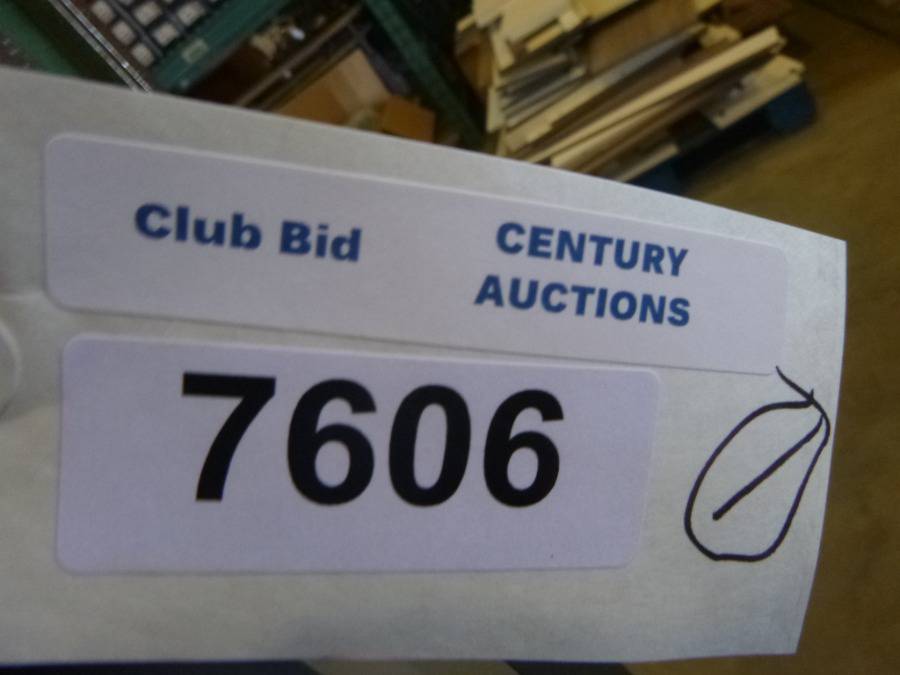 Club Bid
CENTURY
AUCTIONS
7606